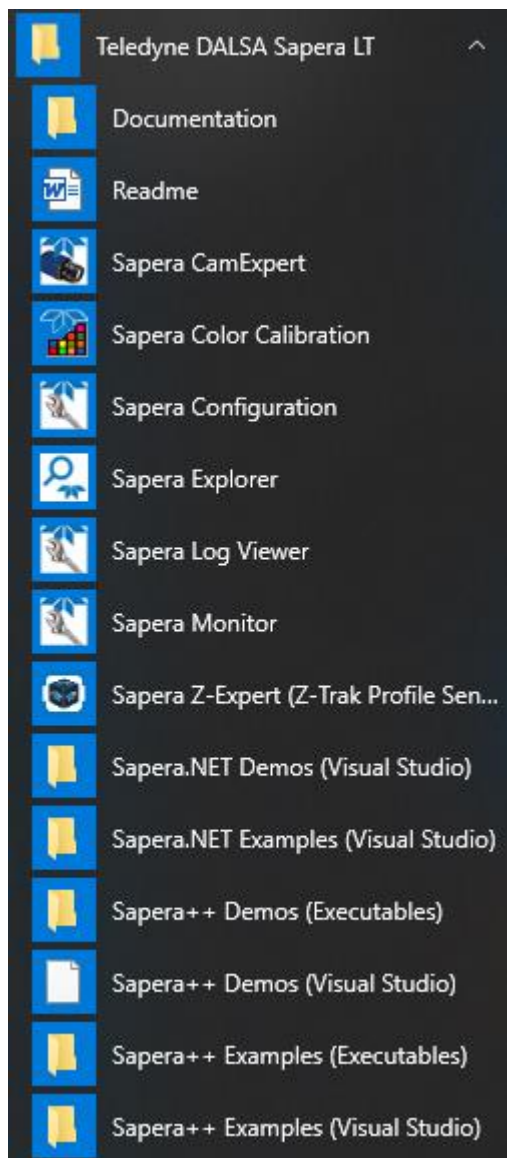 Teledyne DALSA Sapera LT
Documentation
Readme
Sapera CamExpert
Sapera Color Calibration
Sapera Configuration
Sapera Explorer
Sapera Log Viewer
Sapera Monitor
Sapera Z-Expert (Z-Trak Profile Sen...
Sapera.NET Demos (Visual Studio)
Sapera.NET Examples (Visual Studio)
Sapera++ Demos (Executables)
Sapera++ Demos (Visual Studio)
Sapera++ Examples (Executables)
Sapera++ Examples (Visual Studio)